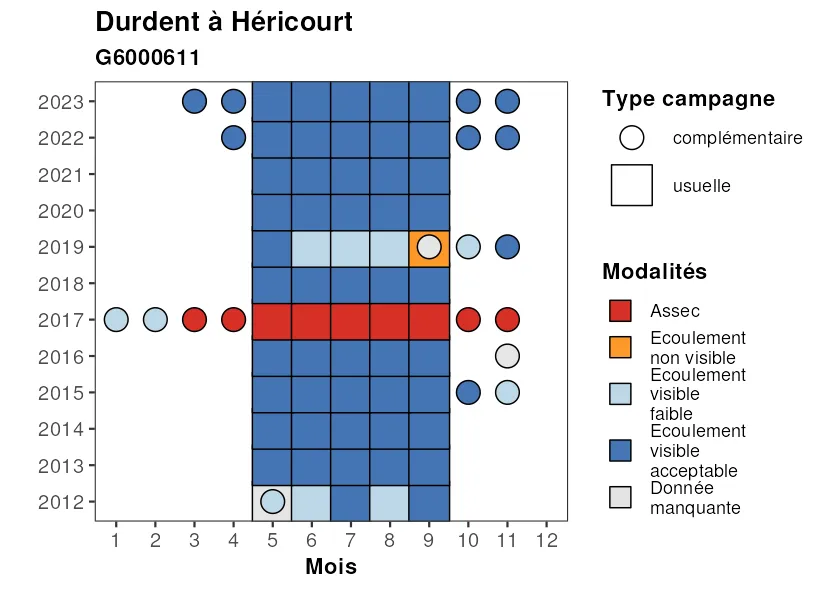 Durdent à Héricourt
G6000611
2023
2022
2021
2020
2019
2018
2017
2016
2015
2014
2013
2012
1 2 3 4 5 6 7 8 9 10 11 12
Mois
Type campagne
complémentaire
usuelle
Modalités
Assec
Ecoulement
non visible
Ecoulement
visible
faible
Ecoulement
visible
acceptable
Donnée
manquante